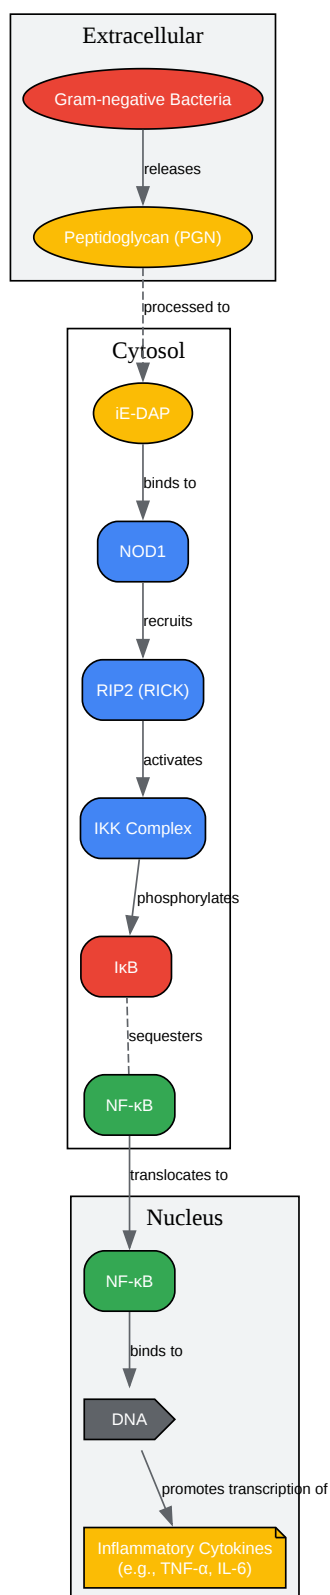 Extracellular
Gram-negative Bacteria
releases
Peptidoglycan (PGN)
processed to
Cytosol
iE-DAP
binds to
NOD1
recruits
RIP2 (RICK)
activates
IKK Complex
phosphorylates
IκB
sequesters
NF-κB
translocates to
Nucleus
NF-κB
binds to
DNA
promotes transcription of
Inflammatory Cytokines
(e.g., TNF-α, IL-6)